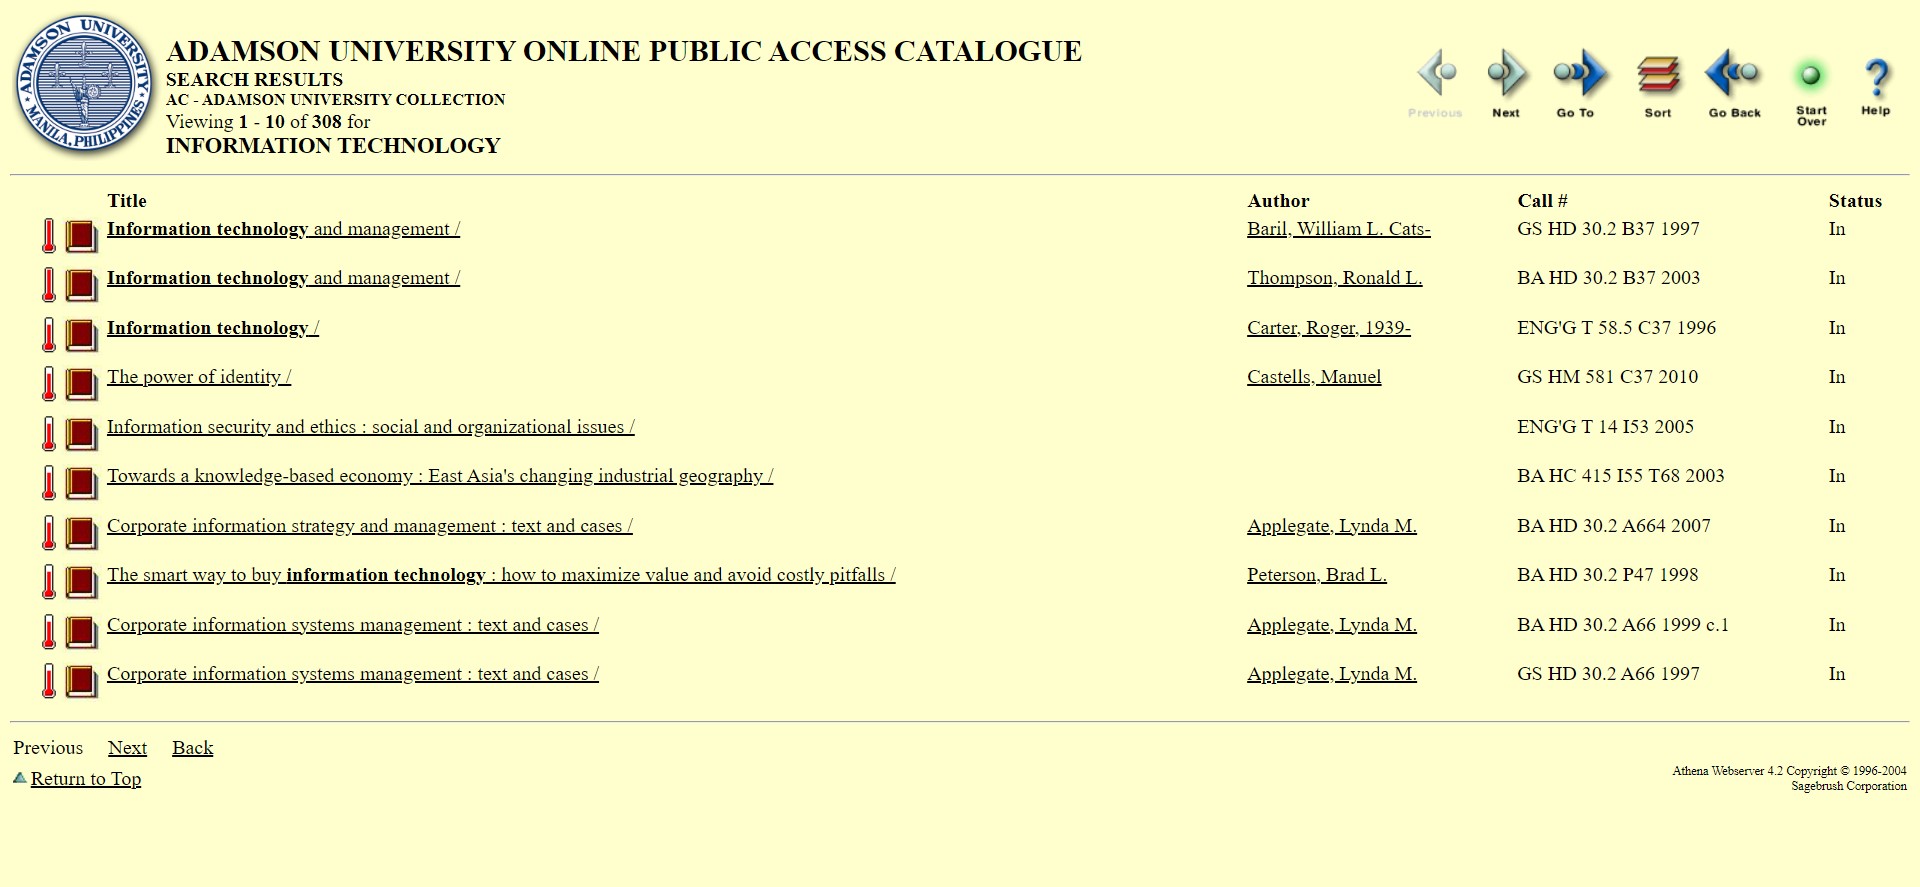 ADAMSON UNIVERSITY
MANILA, PHILIPPINES
ADAMSON UNIVERSITY ONLINE PUBLIC ACCESS CATALOGUE
SEARCH RESULTS
AC - ADAMSON UNIVERSITY COLLECTION
Viewing 1 - 10 of 308 for
INFORMATION TECHNOLOGY
Previous Next Go To Sort Go Back Start Over Help
Title Author Call # Status
Information technology and management / Baril, William L. Cats- GS HD 30.2 B37 1997 In
Information technology and management / Thompson, Ronald L. BA HD 30.2 B37 2003 In
Information technology / Carter, Roger, 1939- ENG'G T 58.5 C37 1996 In
The power of identity / Castells, Manuel GS HM 581 C37 2010 In
Information security and ethics : social and organizational issues / ENG'G T 14 I53 2005 In
Towards a knowledge-based economy : East Asia's changing industrial geography / BA HC 415 I55 T68 2003 In
Corporate information strategy and management : text and cases / Applegate, Lynda M. BA HD 30.2 A664 2007 In
The smart way to buy information technology : how to maximize value and avoid costly pitfalls / Peterson, Brad L. BA HD 30.2 P47 1998 In
Corporate information systems management : text and cases / Applegate, Lynda M. BA HD 30.2 A66 1999 c.1 In
Corporate information systems management : text and cases / Applegate, Lynda M. GS HD 30.2 A66 1997 In
Previous Next Back
Return to Top
Athena Webserver 4.2 Copyright © 1996-2004
Sagebrush Corporation